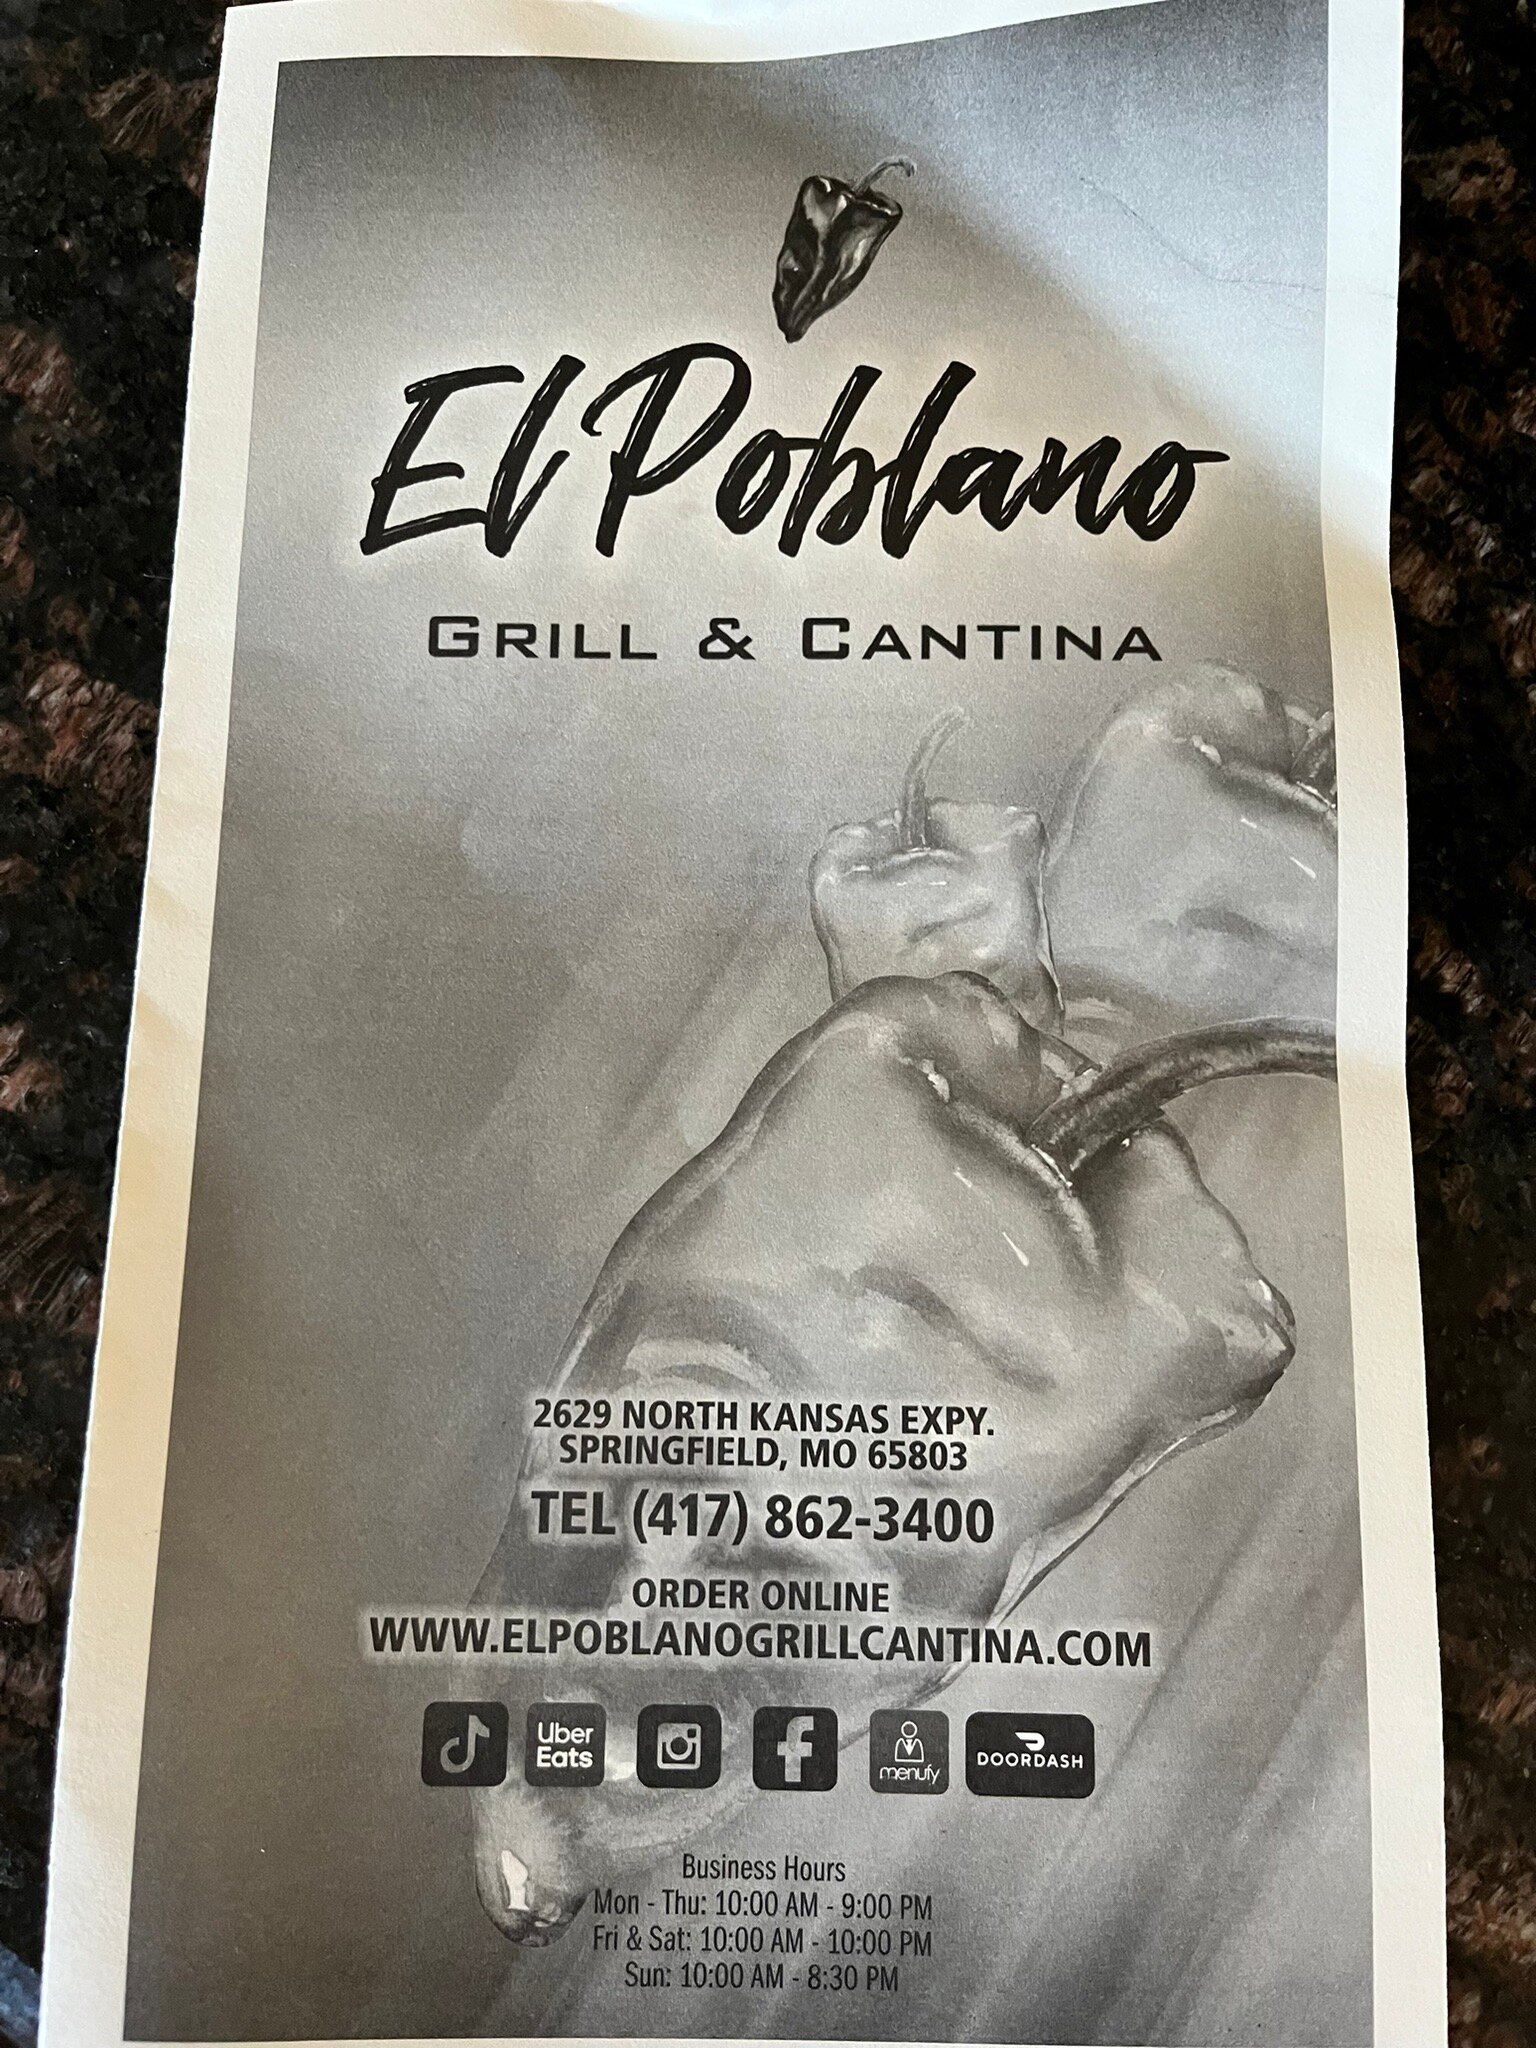 El Poblano
GRILL & CANTINA
2629 NORTH KANSAS EXPY.
SPRINGFIELD, MO 65803
TEL (417) 862-3400
ORDER ONLINE
WWW.ELPOBLANOGRILLCANTINA.COM
Uber
Eats
menufy
DOORDASH
Business Hours
Mon - Thu: 10:00 AM - 9:00 PM
Fri & Sat: 10:00 AM - 10:00 PM
Sun: 10:00 AM - 8:30 PM